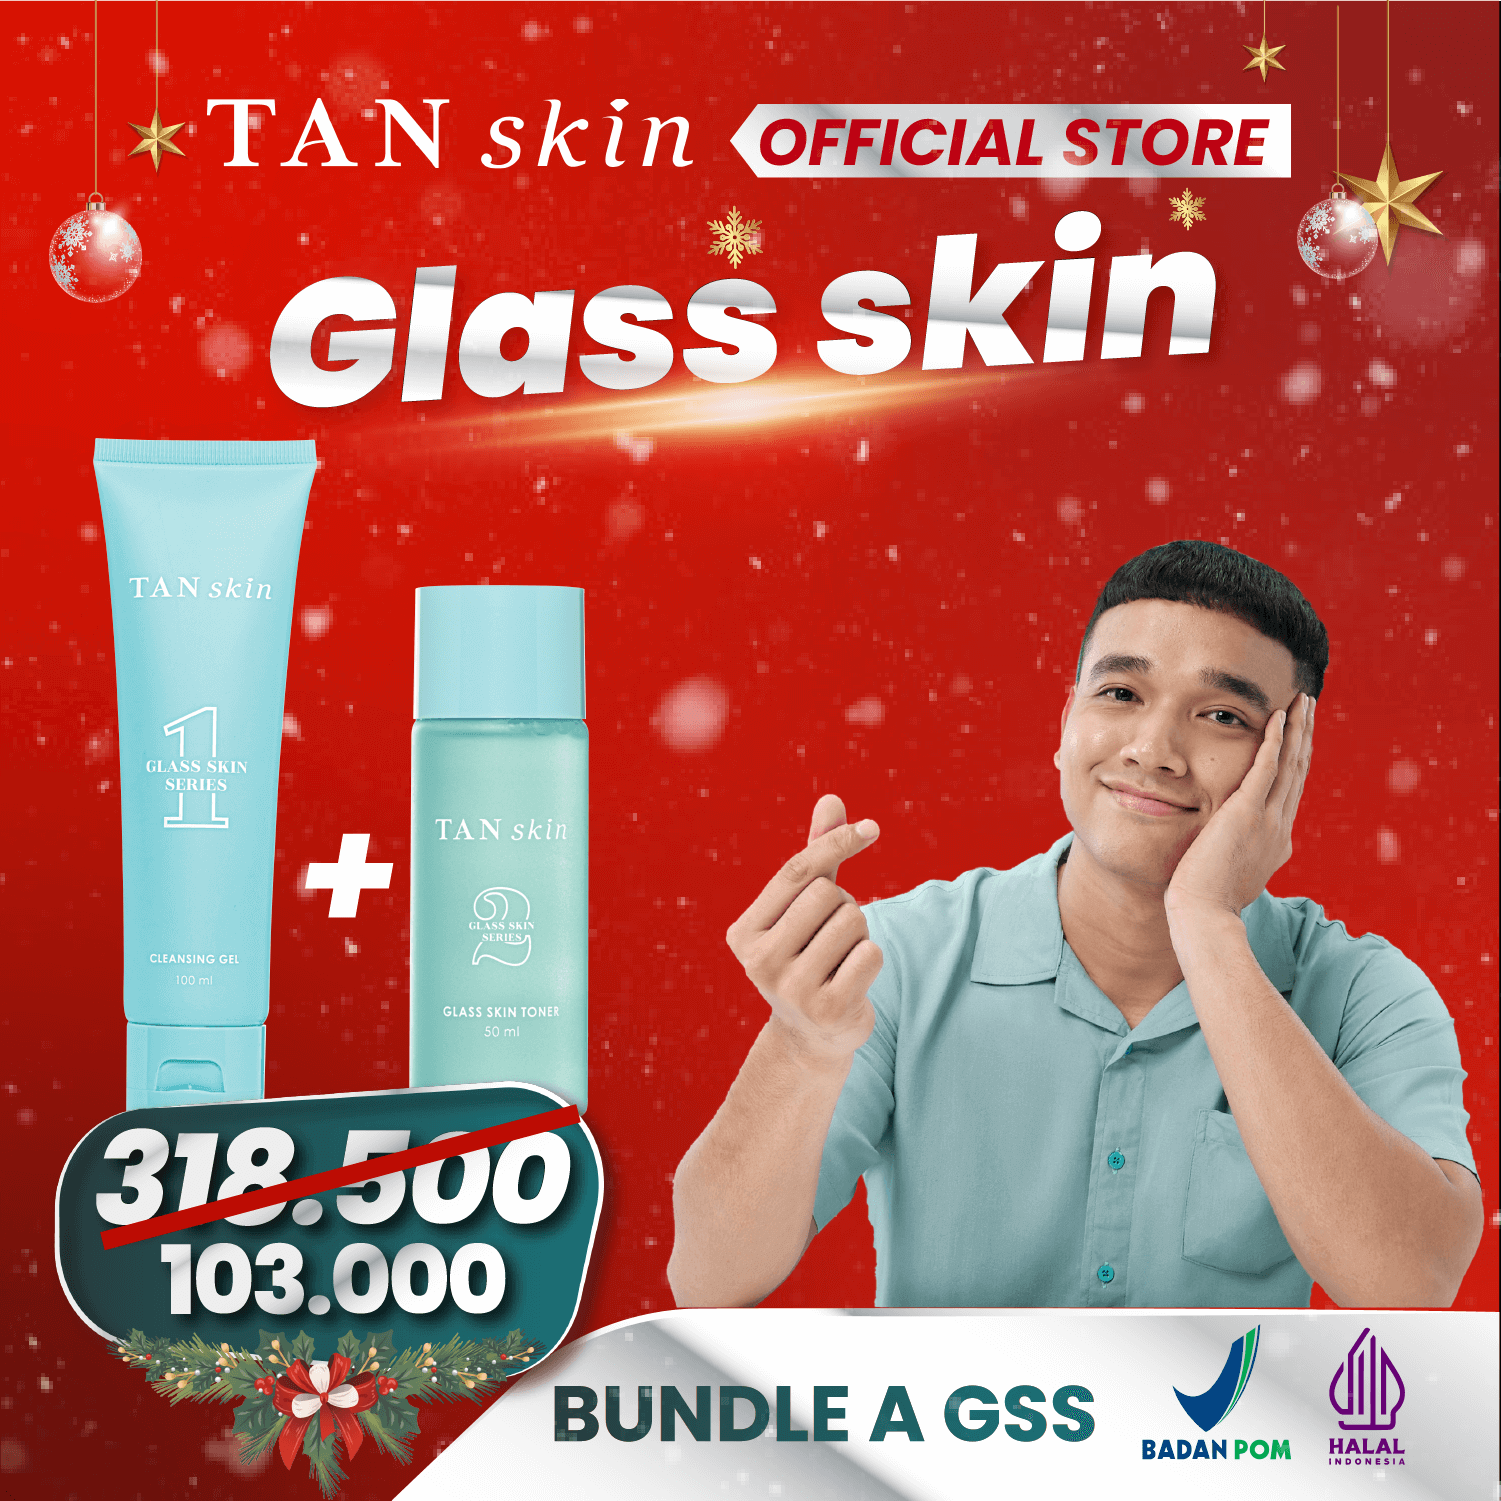 TAN skin OFFICIAL STORE
Glass skin
TAN skin
1
GLASS SKIN
SERIES
CLEANSING GEL
100 ml
+
TAN skin
2
GLASS SKIN
SERIES
GLASS SKIN TONER
50 ml
318.500
103.000
BUNDLE A GSS
BADAN POM
HALAL
INDONESIA